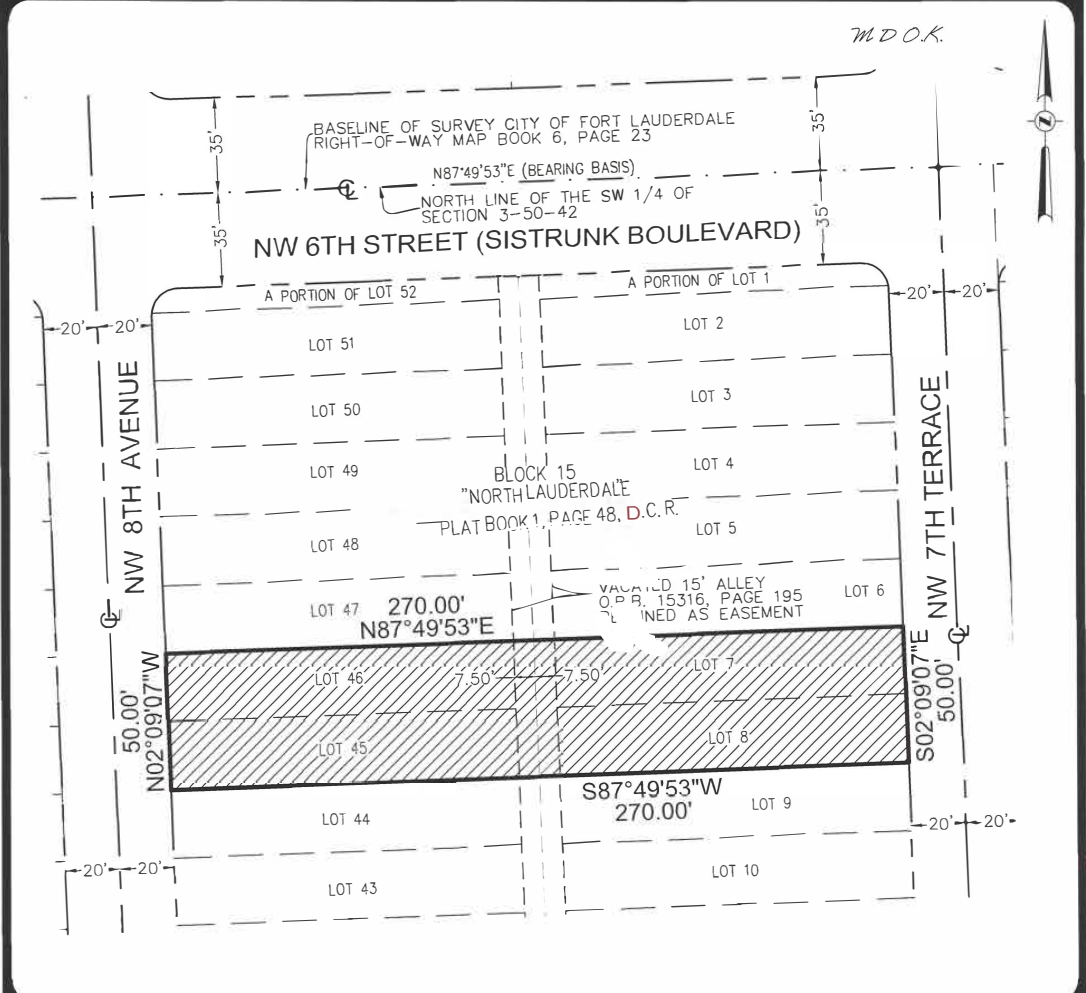 M D O.K.
N
35'
35'
BASELINE OF SURVEY CITY OF FORT LAUDERDALE
RIGHT-OF-WAY MAP BOOK 6, PAGE 23
N87°49'53"E (BEARING BASIS)
℄
NORTH LINE OF THE SW 1/4 OF
SECTION 3-50-42
35'
35'
NW 6TH STREET (SISTRUNK BOULEVARD)
A PORTION OF LOT 52
A PORTION OF LOT 1
20'
20'
20'
20'
LOT 51
LOT 2
LOT 50
LOT 3
LOT 49
LOT 4
NW 8TH AVENUE
℄
NW 7TH TERRACE
℄
BLOCK 15
"NORTH LAUDERDALE"
PLAT BOOK 1, PAGE 48, D.C.R.
LOT 48
LOT 5
LOT 47
LOT 6
VACATED 15' ALLEY
O.R.B. 15316, PAGE 195
AS EASEMENT
270.00'
N87°49'53"E
LOT 46
7.50'
7.50'
LOT 7
50.00'
N02°09'07"W
S02°09'07"E
50.00'
LOT 45
LOT 8
S87°49'53"W
270.00'
LOT 44
LOT 9
20'
20'
20'
20'
LOT 43
LOT 10